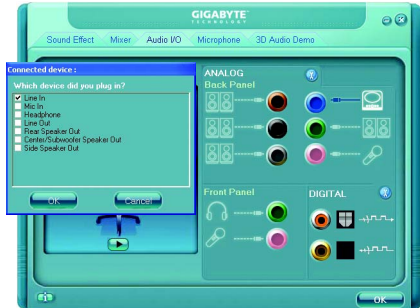 GIGABYTE
TECHNOLOGY
Sound Effect Mixer Audio I/O Microphone 3D Audio Demo
Connected device :
Which device did you plug in?
Line In
Mic In
Headphone
Line Out
Rear Speaker Out
Center/Subwoofer Speaker Out
Side Speaker Out
OK Cancel
ANALOG
Back Panel
Front Panel
DIGITAL
OK